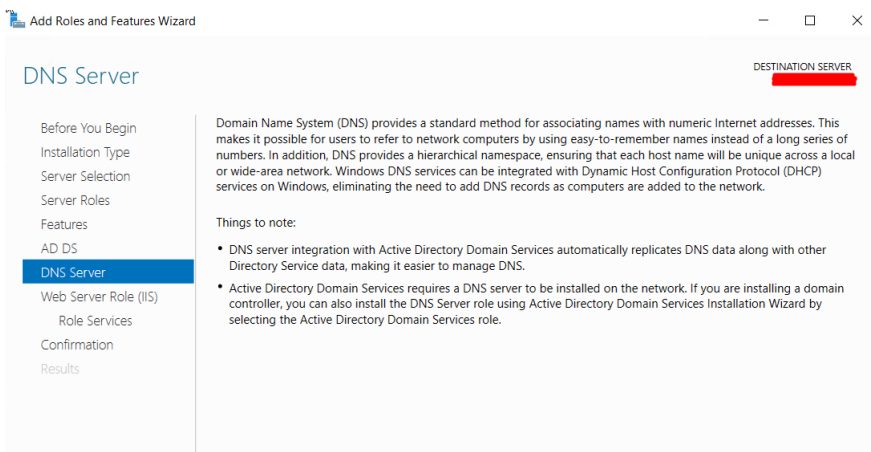 Add Roles and Features Wizard
DNS Server
DESTINATION SERVER
Before You Begin
Installation Type
Server Selection
Server Roles
Features
AD DS
DNS Server
Web Server Role (IIS)
Role Services
Confirmation
Results
Domain Name System (DNS) provides a standard method for associating names with numeric Internet addresses. This
makes it possible for users to refer to network computers by using easy-to-remember names instead of a long series of
numbers. In addition, DNS provides a hierarchical namespace, ensuring that each host name will be unique across a local
or wide-area network. Windows DNS services can be integrated with Dynamic Host Configuration Protocol (DHCP)
services on Windows, eliminating the need to add DNS records as computers are added to the network.
Things to note:
• DNS server integration with Active Directory Domain Services automatically replicates DNS data along with other
Directory Service data, making it easier to manage DNS.
• Active Directory Domain Services requires a DNS server to be installed on the network. If you are installing a domain
controller, you can also install the DNS Server role using Active Directory Domain Services Installation Wizard by
selecting the Active Directory Domain Services role.